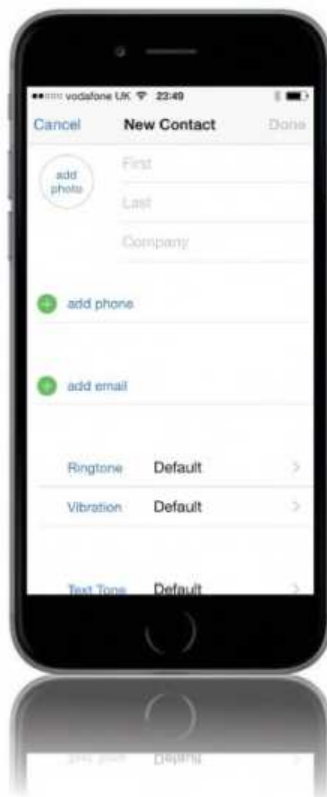 vodafone UK 23:49
Cancel New Contact Done
add photo
First
Last
Company
add phone
add email
Ringtone Default
Vibration Default
Text Tone Default